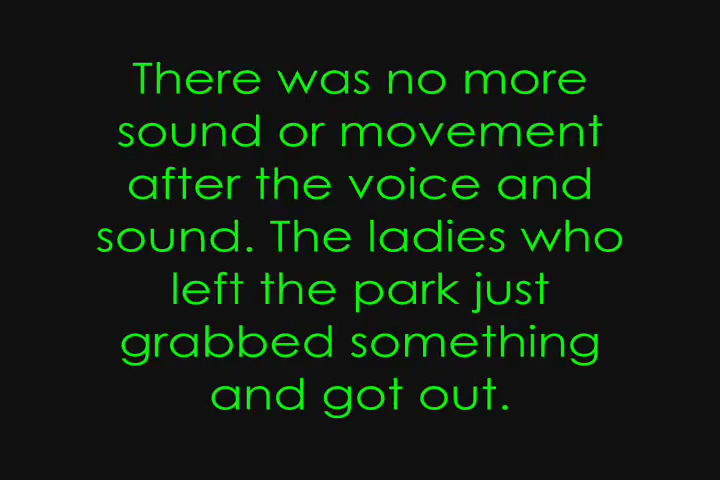 There was no more
sound or movement
after the voice and
sound. The ladies who
left the park just
grabbed something
and got out.